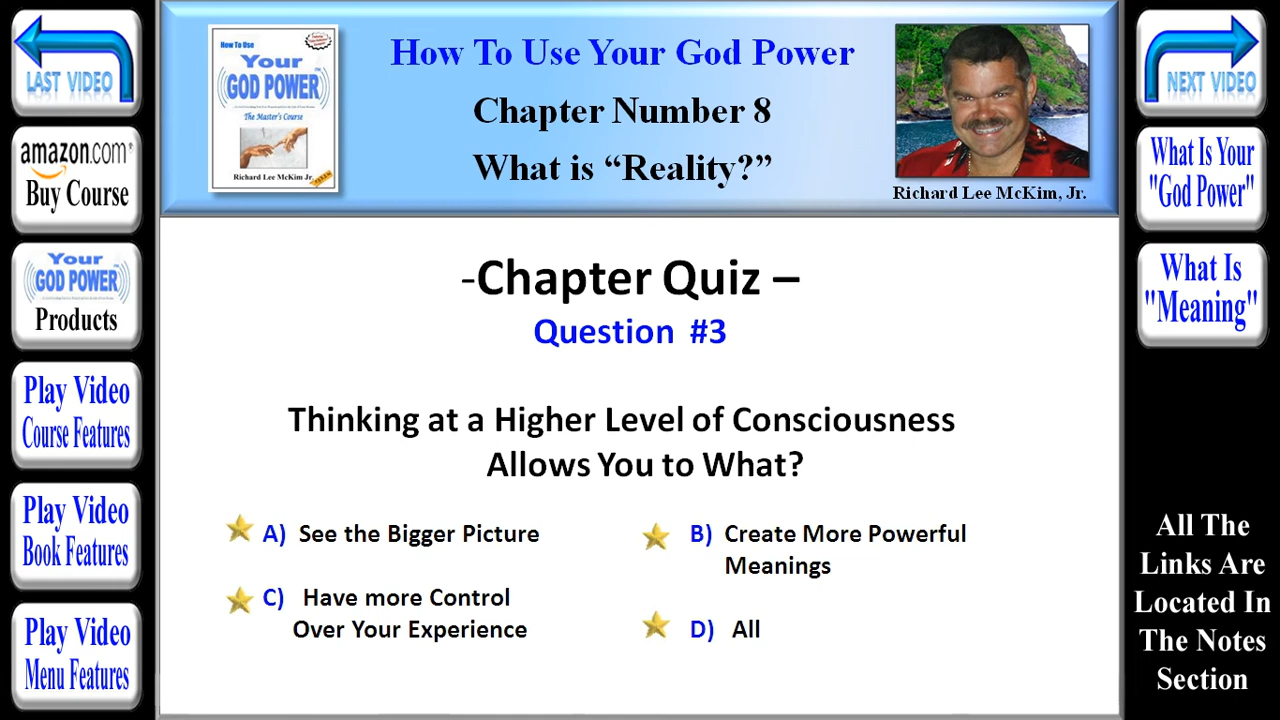 LAST VIDEO
amazon.com
Buy Course
Your
GOD POWER
Products
Play Video
Course Features
Play Video
Book Features
Play Video
Menu Features
How To Use
Your
GOD POWER
The Master's Course
Richard Lee McKim Jr.
How To Use Your God Power
Chapter Number 8
What is “Reality?”
Richard Lee McKim, Jr.
-Chapter Quiz –
Question #3
Thinking at a Higher Level of Consciousness
Allows You to What?
A) See the Bigger Picture
B) Create More Powerful
Meanings
C) Have more Control
Over Your Experience
D) All
NEXT VIDEO
What Is Your
"God Power"
What Is
"Meaning"
All The
Links Are
Located In
The Notes
Section